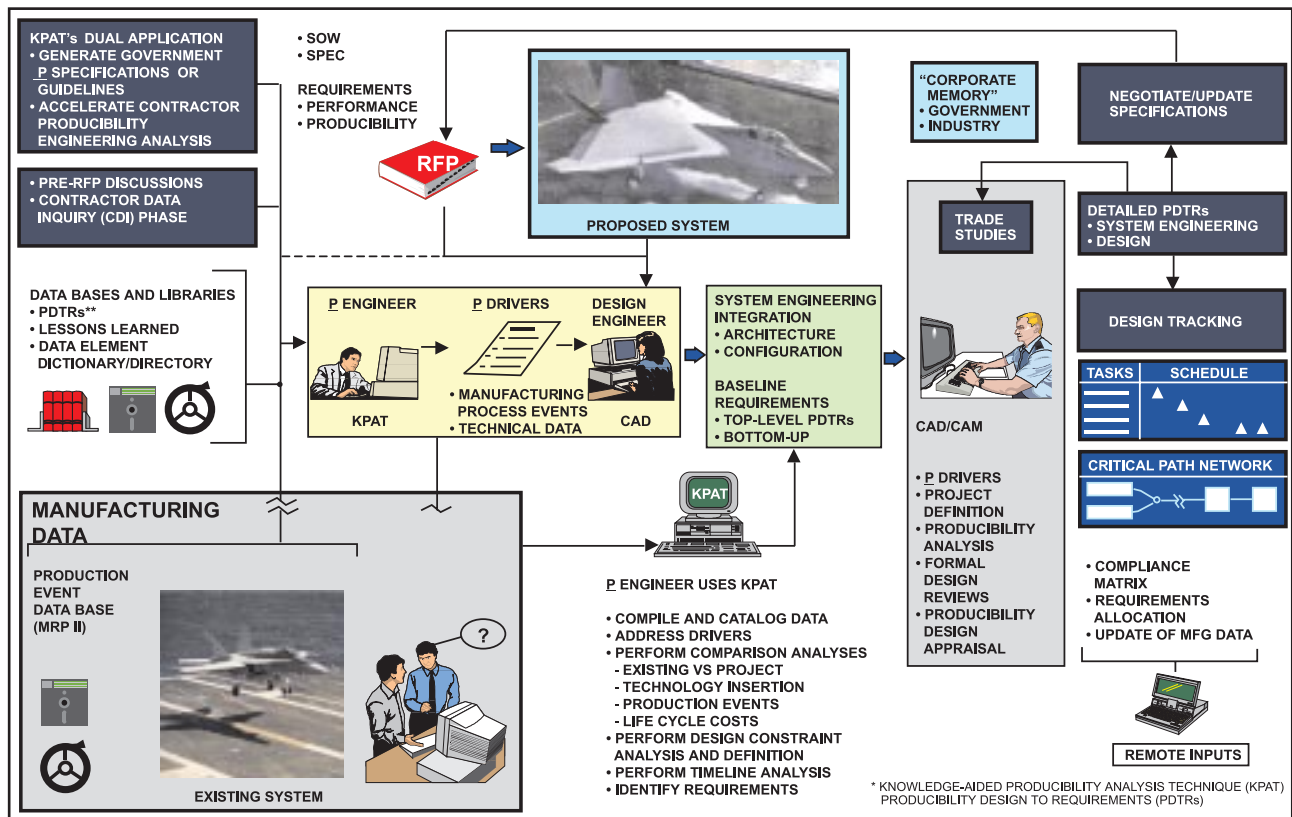 KPAT's DUAL APPLICATION
• GENERATE GOVERNMENT
P SPECIFICATIONS OR
GUIDELINES
• ACCELERATE CONTRACTOR
PRODUCIBILITY
ENGINEERING ANALYSIS
• PRE-RFP DISCUSSIONS
• CONTRACTOR DATA
INQUIRY (CDI) PHASE
DATA BASES AND LIBRARIES
• PDTRs**
• LESSONS LEARNED
• DATA ELEMENT
DICTIONARY/DIRECTORY
• SOW
• SPEC
REQUIREMENTS
• PERFORMANCE
• PRODUCIBILITY
RFP
PROPOSED SYSTEM
"CORPORATE
MEMORY"
• GOVERNMENT
• INDUSTRY
NEGOTIATE/UPDATE
SPECIFICATIONS
TRADE
STUDIES
DETAILED PDTRs
• SYSTEM ENGINEERING
• DESIGN
DESIGN TRACKING
TASKS
SCHEDULE
CRITICAL PATH NETWORK
P ENGINEER
KPAT
P DRIVERS
• MANUFACTURING
PROCESS EVENTS
• TECHNICAL DATA
DESIGN
ENGINEER
CAD
SYSTEM ENGINEERING
INTEGRATION
• ARCHITECTURE
• CONFIGURATION
BASELINE
REQUIREMENTS
• TOP-LEVEL PDTRs
• BOTTOM-UP
CAD/CAM
• P DRIVERS
• PROJECT
DEFINITION
• PRODUCIBILITY
ANALYSIS
• FORMAL
DESIGN
REVIEWS
• PRODUCIBILITY
DESIGN
APPRAISAL
• COMPLIANCE
MATRIX
• REQUIREMENTS
ALLOCATION
• UPDATE OF MFG DATA
REMOTE INPUTS
MANUFACTURING
DATA
PRODUCTION
EVENT
DATA BASE
(MRP II)
EXISTING SYSTEM
?
KPAT
P ENGINEER USES KPAT
• COMPILE AND CATALOG DATA
• ADDRESS DRIVERS
• PERFORM COMPARISON ANALYSES
- EXISTING VS PROJECT
- TECHNOLOGY INSERTION
- PRODUCTION EVENTS
- LIFE CYCLE COSTS
• PERFORM DESIGN CONSTRAINT
ANALYSIS AND DEFINITION
• PERFORM TIMELINE ANALYSIS
• IDENTIFY REQUIREMENTS
* KNOWLEDGE-AIDED PRODUCIBILITY ANALYSIS TECHNIQUE (KPAT)
PRODUCIBILITY DESIGN TO REQUIREMENTS (PDTRs)